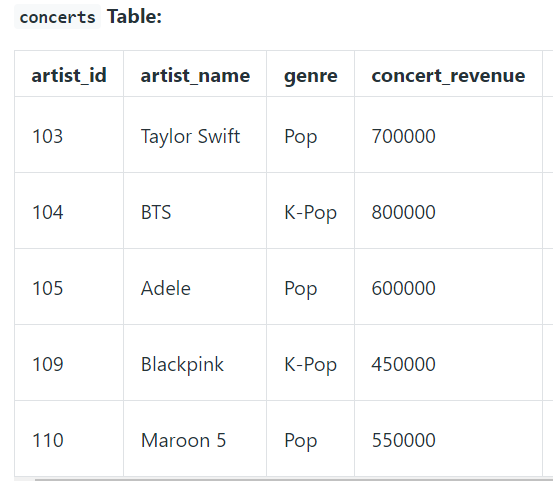 concerts Table:
artist_id artist_name genre concert_revenue
103 Taylor Swift Pop 700000
104 BTS K-Pop 800000
105 Adele Pop 600000
109 Blackpink K-Pop 450000
110 Maroon 5 Pop 550000